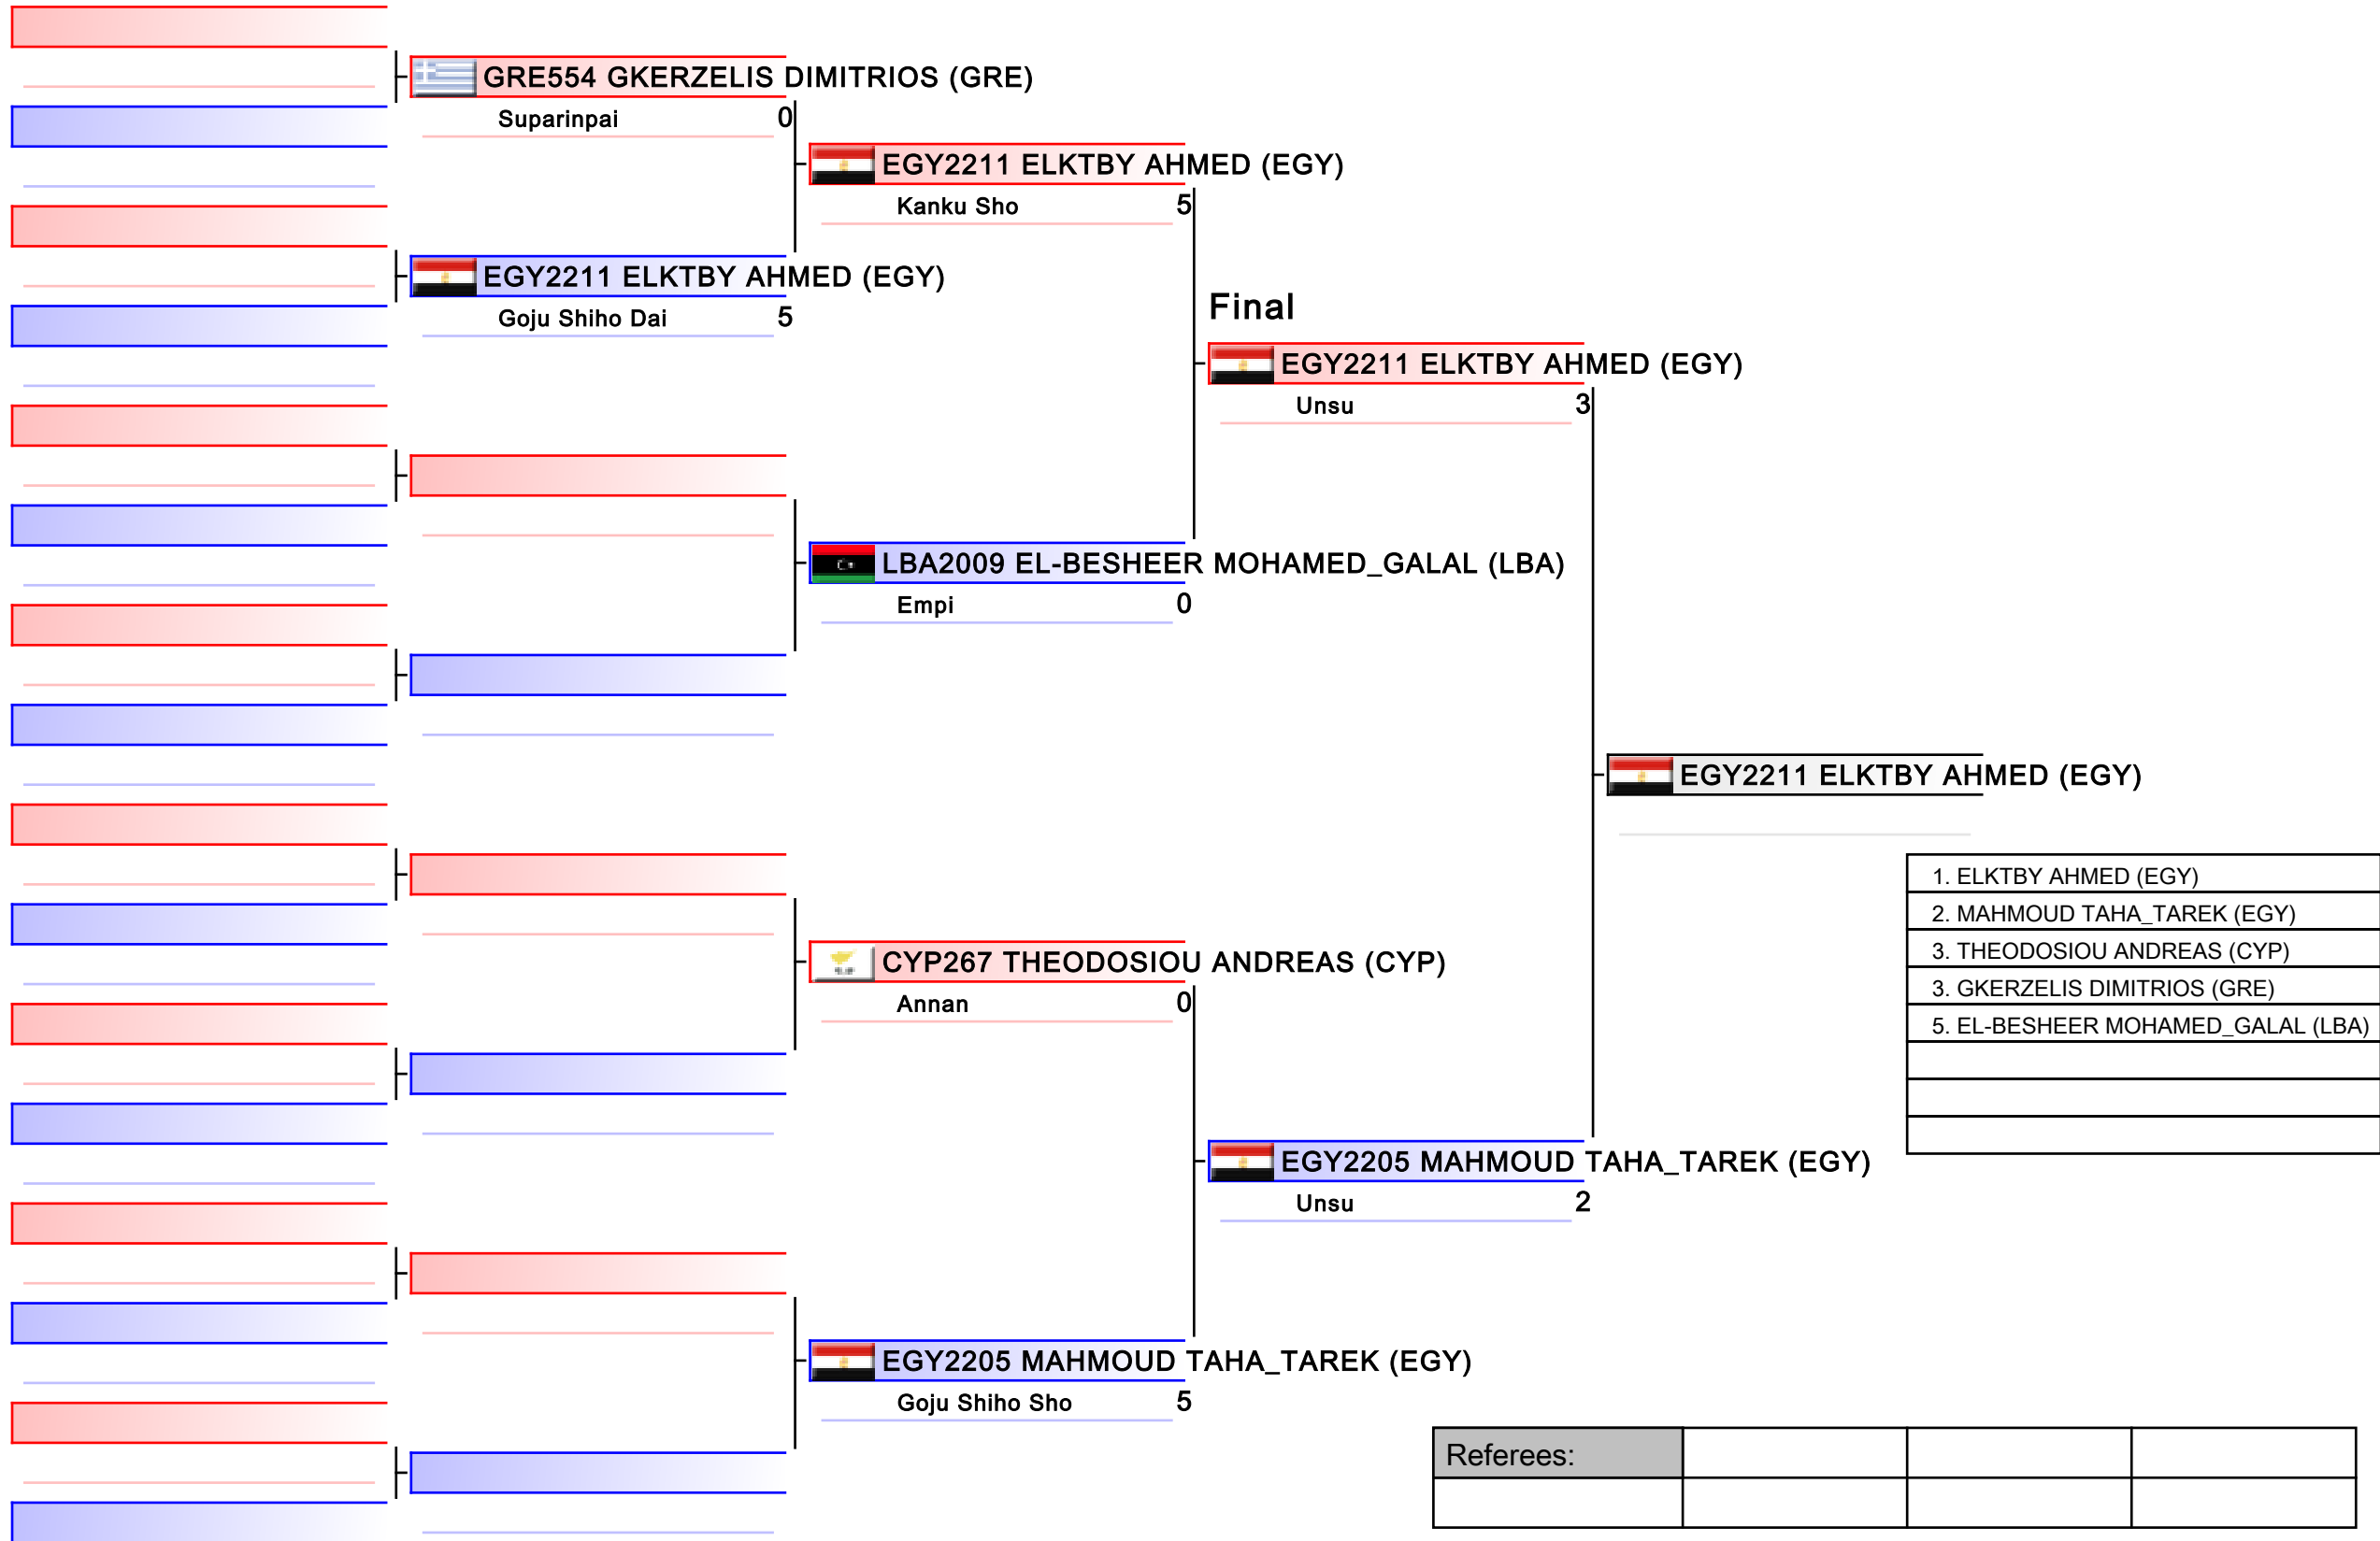 GRE554 GKERZELIS DIMITRIOS (GRE)
Suparinpai 0
EGY2211 ELKTBY AHMED (EGY)
Kanku Sho 5
EGY2211 ELKTBY AHMED (EGY)
Goju Shiho Dai 5
Final
EGY2211 ELKTBY AHMED (EGY)
Unsu 3
LBA2009 EL-BESHEER MOHAMED_GALAL (LBA)
Empi 0
EGY2211 ELKTBY AHMED (EGY)
1. ELKTBY AHMED (EGY)
2. MAHMOUD TAHA_TAREK (EGY)
3. THEODOSIOU ANDREAS (CYP)
3. GKERZELIS DIMITRIOS (GRE)
5. EL-BESHEER MOHAMED_GALAL (LBA)
CYP267 THEODOSIOU ANDREAS (CYP)
Annan 0
EGY2205 MAHMOUD TAHA_TAREK (EGY)
Unsu 2
EGY2205 MAHMOUD TAHA_TAREK (EGY)
Goju Shiho Sho 5
Referees: